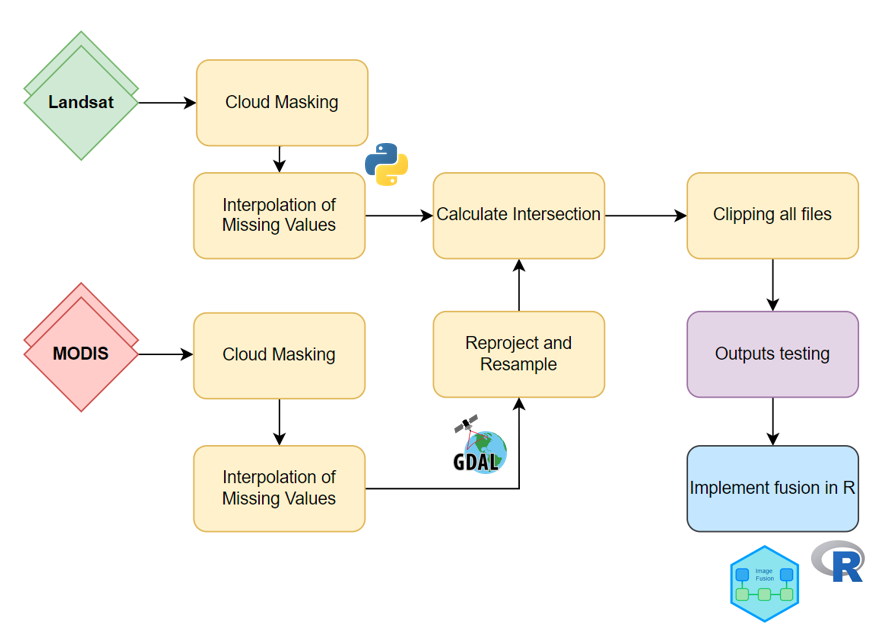 Landsat
Cloud Masking
Interpolation of
Missing Values
Calculate Intersection
Clipping all files
MODIS
Cloud Masking
Interpolation of
Missing Values
Reproject and
Resample
GDAL
Outputs testing
Implement fusion in R
Image
Fusion
R